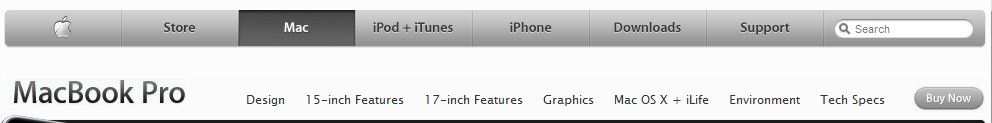 Store Mac iPod + iTunes iPhone Downloads Support Search
MacBook Pro Design 15-inch Features 17-inch Features Graphics Mac OS X + iLife Environment Tech Specs Buy Now